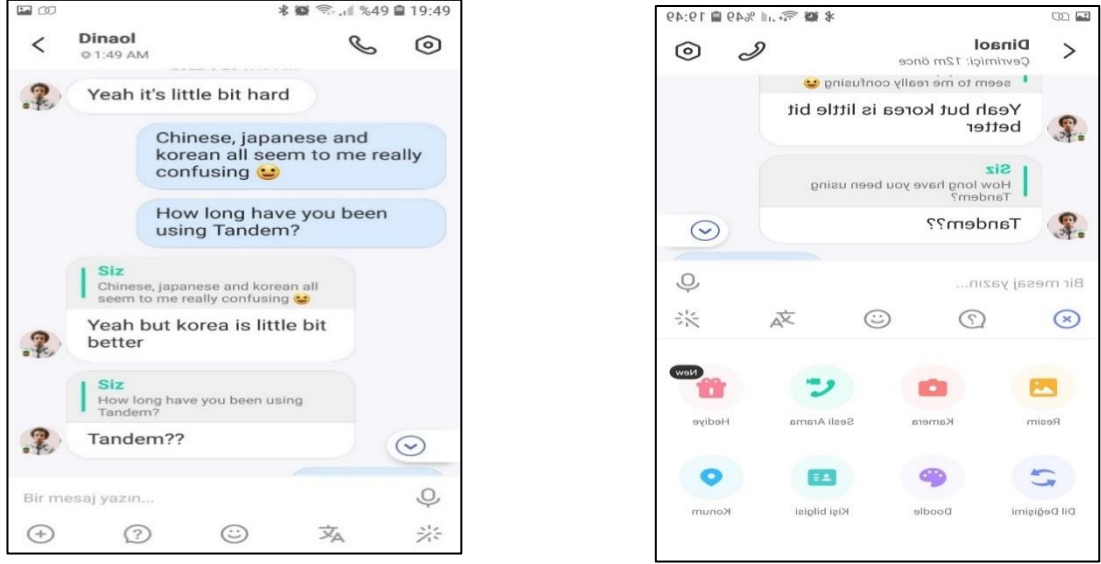 %49 19:49
Dinaol
1:49 AM
Yeah it's little bit hard
Chinese, japanese and
korean all seem to me really
confusing 😆
How long have you been
using Tandem?
Siz
Chinese, japanese and korean all
seem to me really confusing 😆
Yeah but korea is little bit
better
Siz
How long have you been using
Tandem?
Tandem??
Bir mesaj yazın...
%49 19:49
Dinaol
Çevrimiçi: 12m önce
seem to me really confusing 😆
Yeah but korea is little bit
better
Siz
How long have you been using
Tandem?
Tandem??
Bir mesaj yazın...
New
Resim Kamera Sesli Arama Hediye
Dil Değişimi Doodle Kişi bilgisi Konum